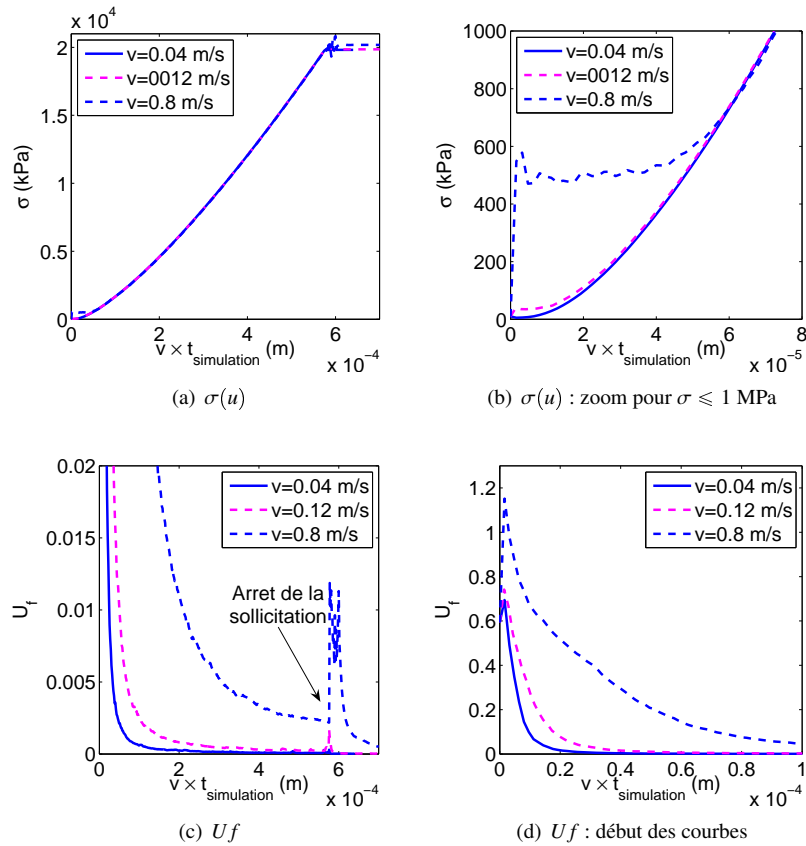 x 10⁴
2
1.5
1
0.5
0
σ (kPa)
v=0.04 m/s
v=0012 m/s
v=0.8 m/s
0 2 4 6
v × t_simulation (m)
x 10⁻⁴
(a) σ(u)
1000
800
600
400
200
0
σ (kPa)
v=0.04 m/s
v=0012 m/s
v=0.8 m/s
0 2 4 6 8
v × t_simulation (m)
x 10⁻⁵
(b) σ(u) : zoom pour σ ⩽ 1 MPa
0.02
0.015
0.01
0.005
0
U_f
v=0.04 m/s
v=0.12 m/s
v=0.8 m/s
Arret de la
sollicitation
0 2 4 6
v × t_simulation (m)
x 10⁻⁴
(c) Uf
1.2
1
0.8
0.6
0.4
0.2
0
U_f
v=0.04 m/s
v=0.12 m/s
v=0.8 m/s
0 0.2 0.4 0.6 0.8 1
v × t_simulation (m)
x 10⁻⁴
(d) Uf : début des courbes